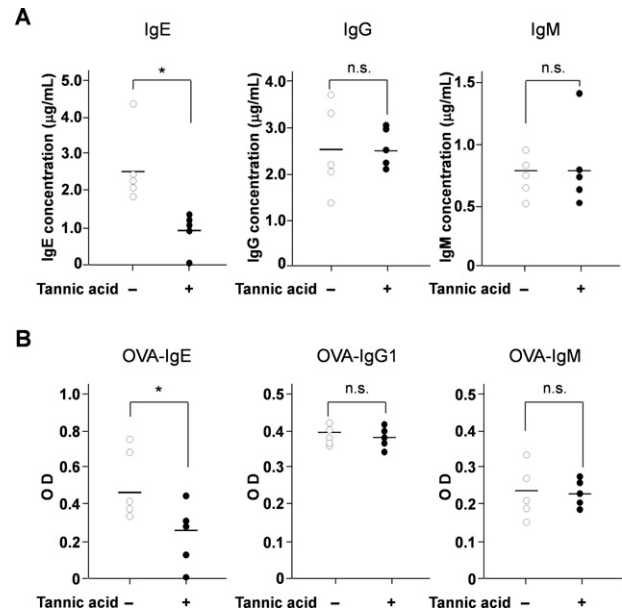 A
IgE
IgG
IgM
IgE concentration (μg/mL)
5.0
4.0
3.0
2.0
1.0
0
*
Tannic acid − +
IgG concentration (μg/mL)
4.0
3.0
2.0
1.0
0
n.s.
Tannic acid − +
IgM concentration (μg/mL)
1.5
1.0
0.5
0
n.s.
Tannic acid − +
B
OVA-IgE
OVA-IgG1
OVA-IgM
O D
1.0
0.8
0.6
0.4
0.2
0
*
Tannic acid − +
O D
0.5
0.4
0.3
0.2
0.1
0
n.s.
Tannic acid − +
O D
0.5
0.4
0.3
0.2
0.1
0
n.s.
Tannic acid − +